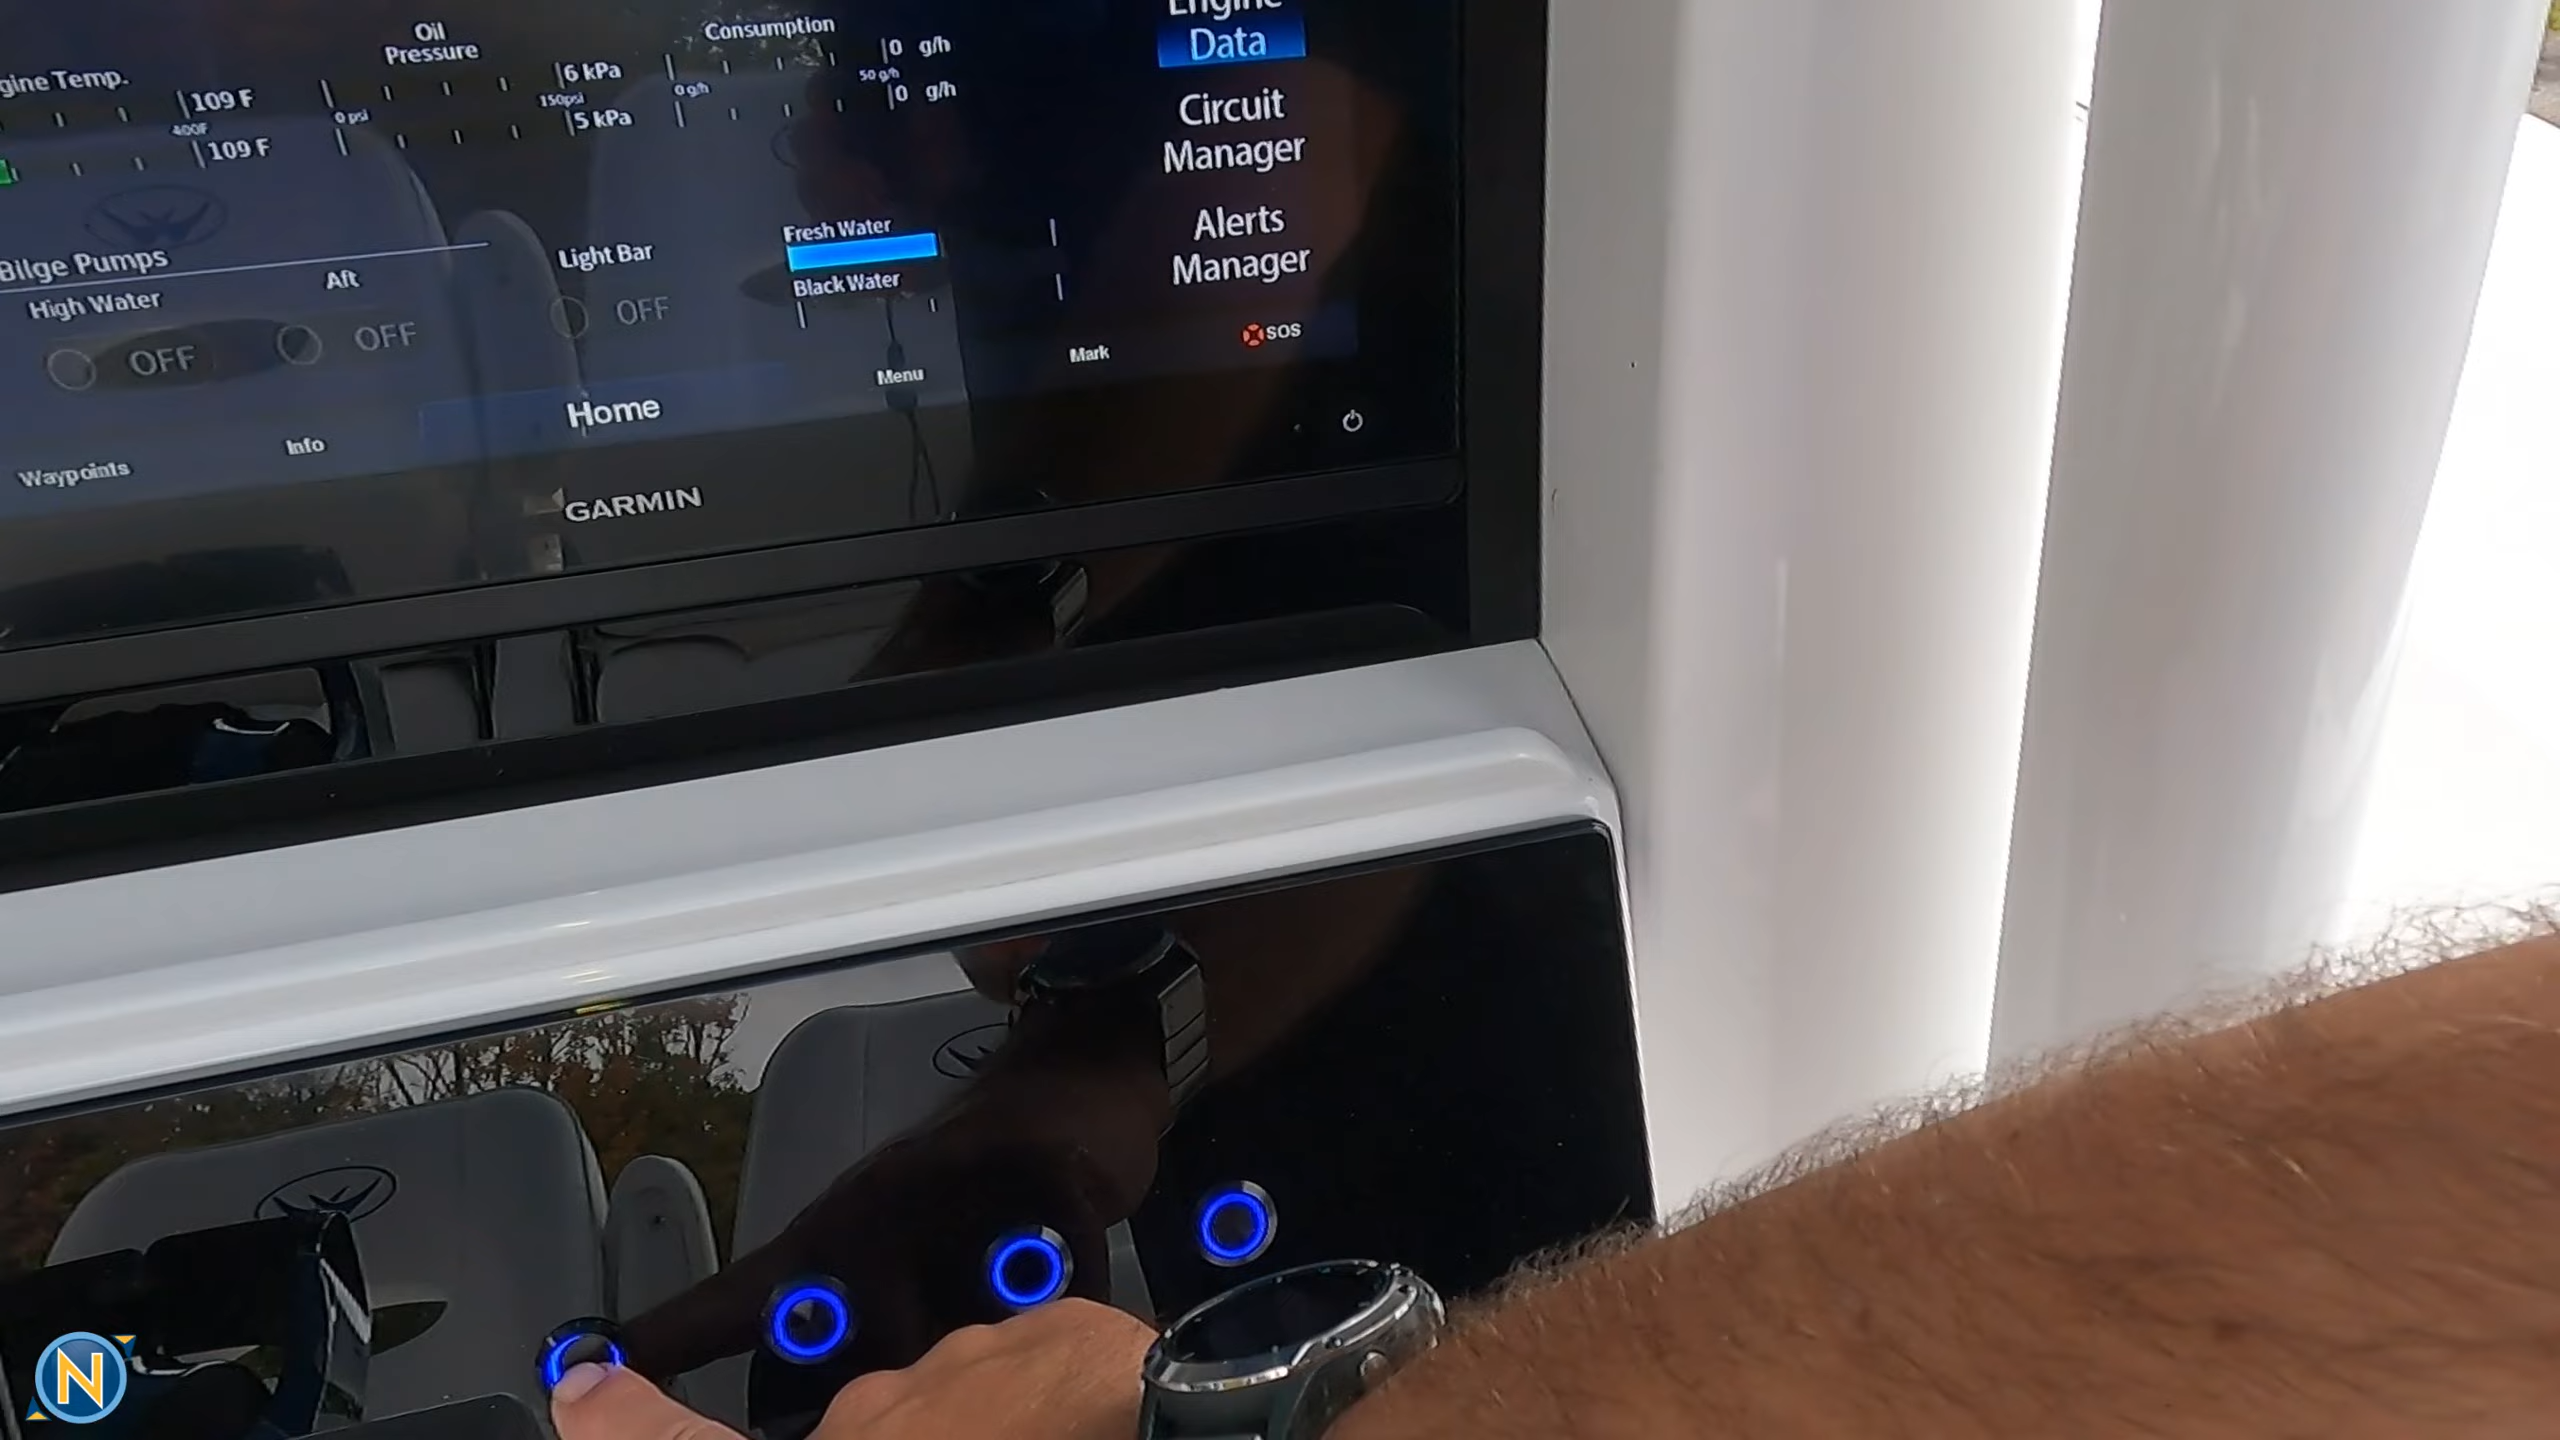 Oil
Pressure
Consumption
Engine
Data
gine Temp.
109 F
400F
109 F
0 psi
6 kPa
150psi
5 kPa
0 g/h
0 g/h
50 g/h
0 g/h
Circuit
Manager
Alerts
Manager
Bilge Pumps
High Water
OFF
Aft
OFF
Light Bar
OFF
Fresh Water
Black Water
Waypoints
Info
Home
Menu
Mark
SOS
GARMIN
N